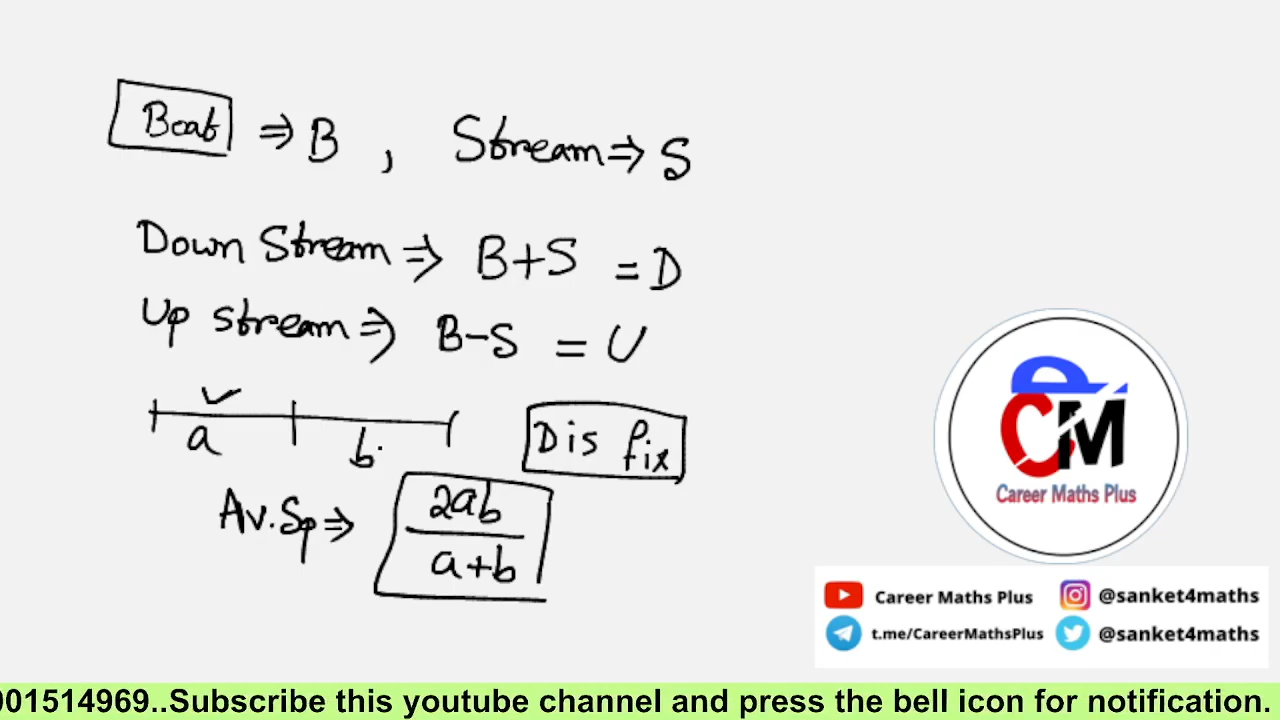 Boat ⇒ B , Stream ⇒ S
Down Stream ⇒ B+S = D
Up stream ⇒ B-S = U
a b
Dis fix
Av. Sp ⇒ 2ab
a+b
CM
Career Maths Plus
Career Maths Plus @sanket4maths
t.me/CareerMathsPlus @sanket4maths
001514969..Subscribe this youtube channel and press the bell icon for notification.